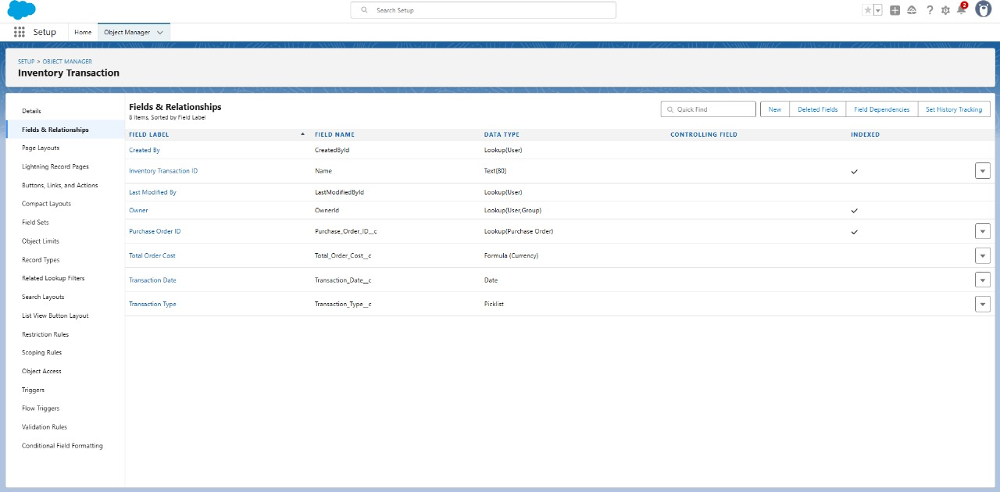 Search Setup
2
Setup
Home
Object Manager
SETUP > OBJECT MANAGER
Inventory Transaction
Details
Fields & Relationships
Page Layouts
Lightning Record Pages
Buttons, Links, and Actions
Compact Layouts
Field Sets
Object Limits
Record Types
Related Lookup Filters
Search Layouts
List View Button Layout
Restriction Rules
Scoping Rules
Object Access
Triggers
Flow Triggers
Validation Rules
Conditional Field Formatting
Fields & Relationships
8 Items, Sorted by Field Label
Quick Find
New
Deleted Fields
Field Dependencies
Set History Tracking
FIELD LABEL FIELD NAME DATA TYPE CONTROLLING FIELD INDEXED
Created By CreatedById Lookup(User)
Inventory Transaction ID Name Text(80)
Last Modified By LastModifiedById Lookup(User)
Owner OwnerId Lookup(User,Group)
Purchase Order ID Purchase_Order_ID__c Lookup(Purchase Order)
Total Order Cost Total_Order_Cost__c Formula (Currency)
Transaction Date Transaction_Date__c Date
Transaction Type Transaction_Type__c Picklist